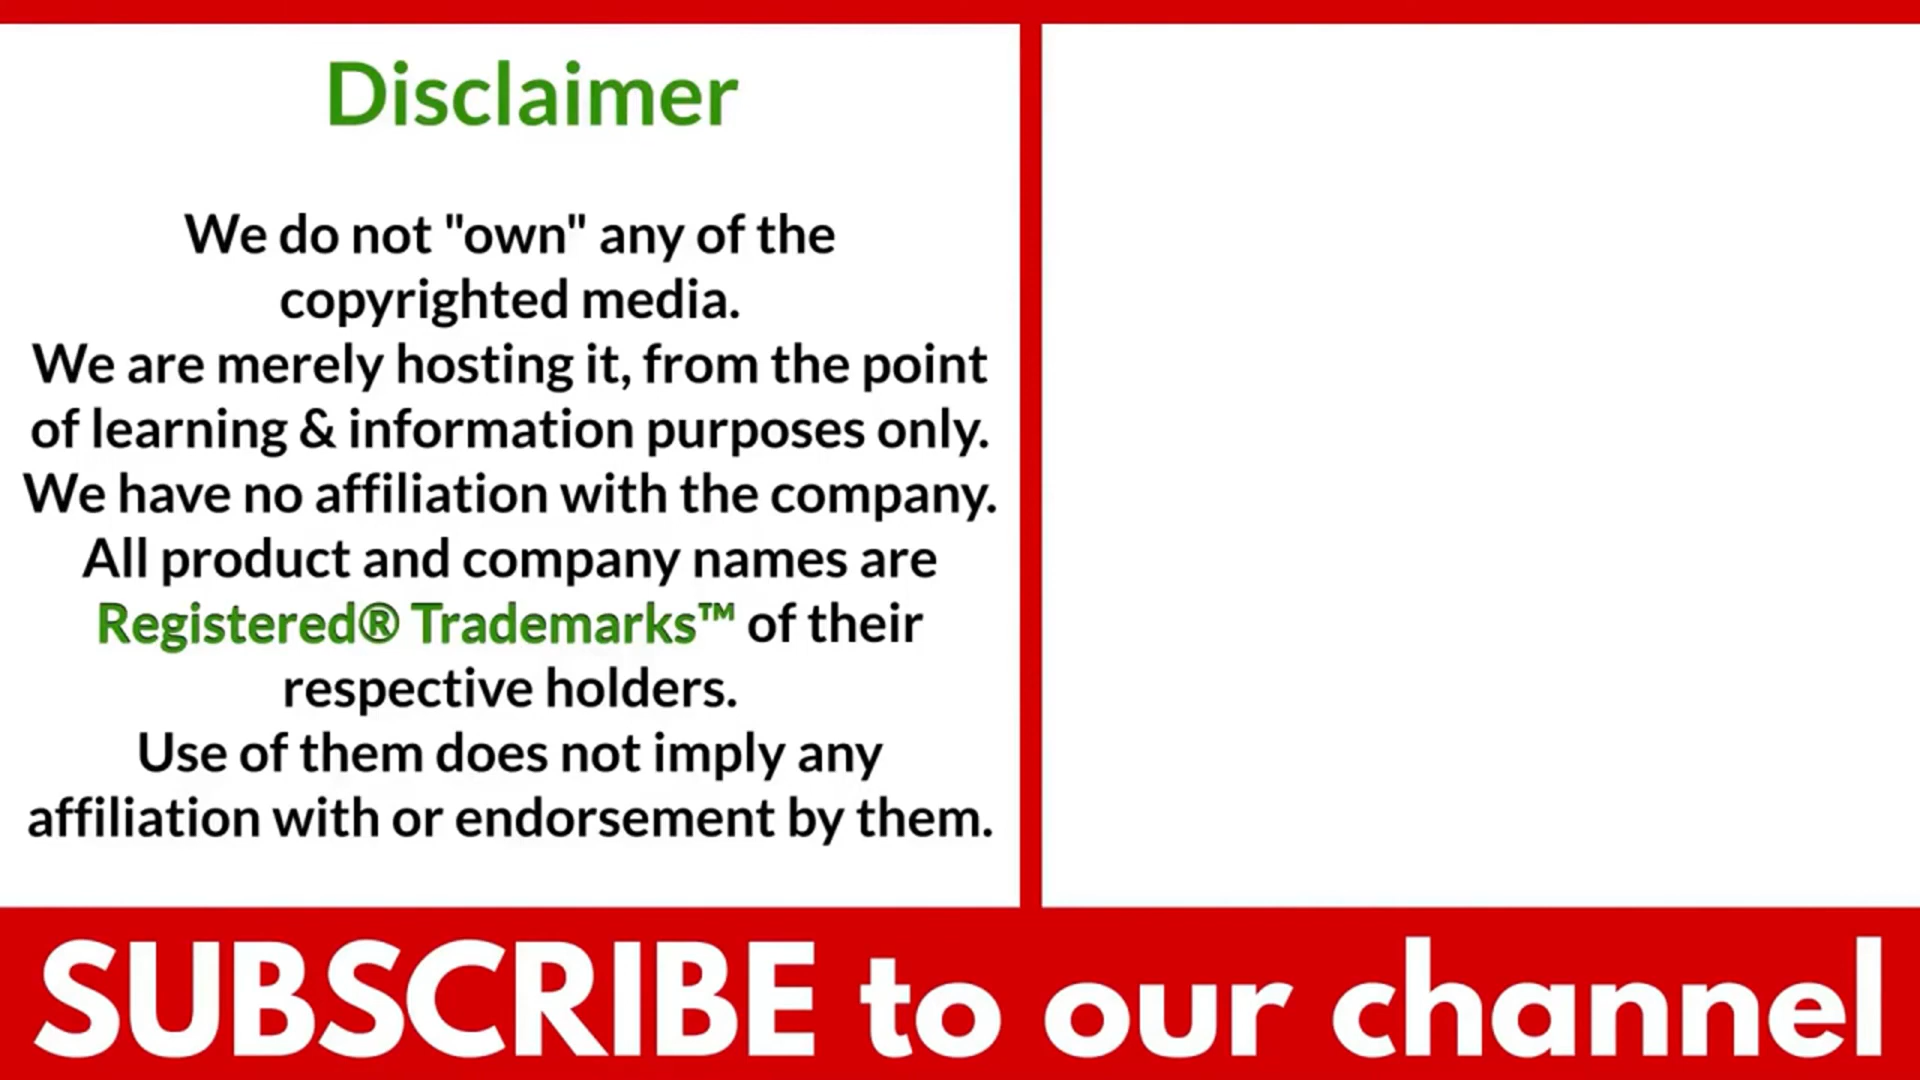 Disclaimer
We do not "own" any of the
copyrighted media.
We are merely hosting it, from the point
of learning & information purposes only.
We have no affiliation with the company.
All product and company names are
Registered® Trademarks™ of their
respective holders.
Use of them does not imply any
affiliation with or endorsement by them.
SUBSCRIBE to our channel